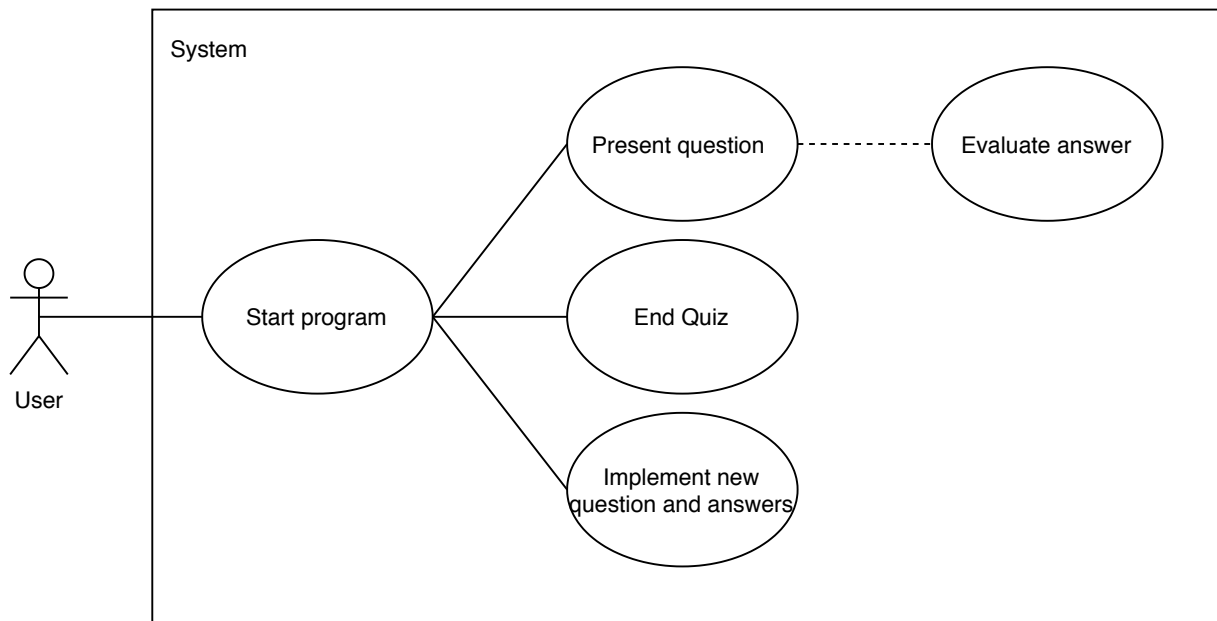 System
Present question
Evaluate answer
Start program
End Quiz
User
Implement new
question and answers